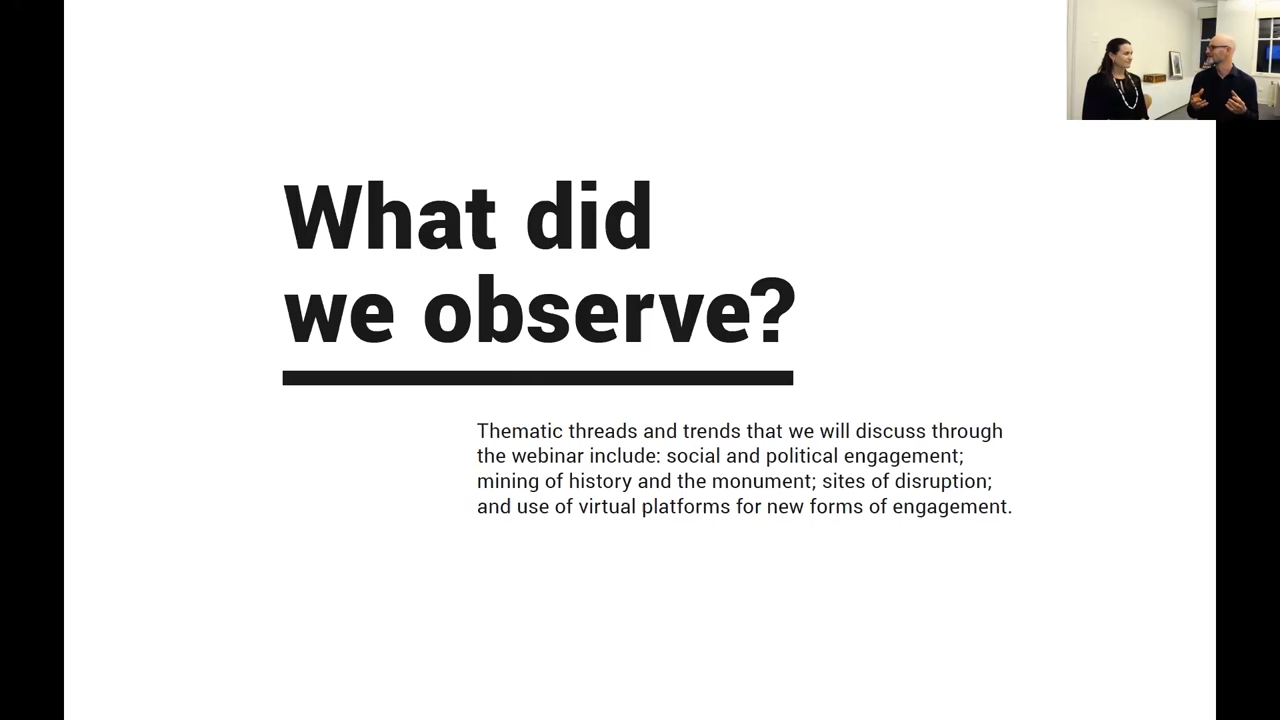 What did
we observe?
Thematic threads and trends that we will discuss through
the webinar include: social and political engagement;
mining of history and the monument; sites of disruption;
and use of virtual platforms for new forms of engagement.